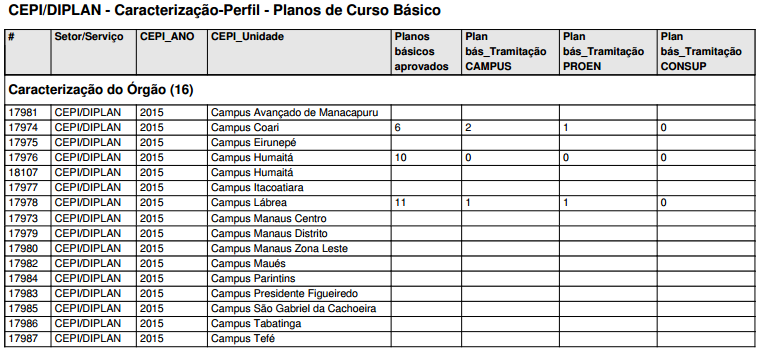 CEPI/DIPLAN - Caracterização-Perfil - Planos de Curso Básico
# Setor/Serviço CEPI_ANO CEPI_Unidade Planos básicos aprovados Plan bás_Tramitação CAMPUS Plan bás_Tramitação PROEN Plan bás_Tramitação CONSUP
Caracterização do Órgão (16)
17981 CEPI/DIPLAN 2015 Campus Avançado de Manacapuru
17974 CEPI/DIPLAN 2015 Campus Coari 6 2 1 0
17975 CEPI/DIPLAN 2015 Campus Eirunepé
17976 CEPI/DIPLAN 2015 Campus Humaitá 10 0 0 0
18107 CEPI/DIPLAN 2015 Campus Humaitá
17977 CEPI/DIPLAN 2015 Campus Itacoatiara
17978 CEPI/DIPLAN 2015 Campus Lábrea 11 1 1 0
17973 CEPI/DIPLAN 2015 Campus Manaus Centro
17979 CEPI/DIPLAN 2015 Campus Manaus Distrito
17980 CEPI/DIPLAN 2015 Campus Manaus Zona Leste
17982 CEPI/DIPLAN 2015 Campus Maués
17984 CEPI/DIPLAN 2015 Campus Parintins
17983 CEPI/DIPLAN 2015 Campus Presidente Figueiredo
17985 CEPI/DIPLAN 2015 Campus São Gabriel da Cachoeira
17986 CEPI/DIPLAN 2015 Campus Tabatinga
17987 CEPI/DIPLAN 2015 Campus Tefé